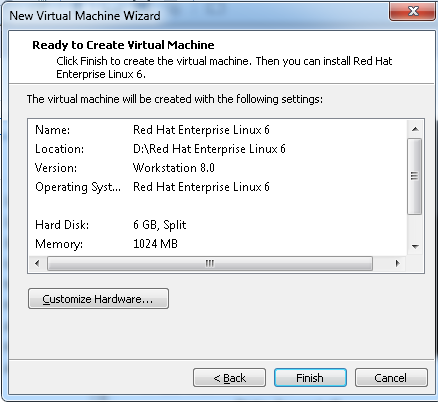 New Virtual Machine Wizard
Ready to Create Virtual Machine
Click Finish to create the virtual machine. Then you can install Red Hat
Enterprise Linux 6.
The virtual machine will be created with the following settings:
Name: Red Hat Enterprise Linux 6
Location: D:\Red Hat Enterprise Linux 6
Version: Workstation 8.0
Operating Syst... Red Hat Enterprise Linux 6
Hard Disk: 6 GB, Split
Memory: 1024 MB
Customize Hardware...
< Back Finish Cancel